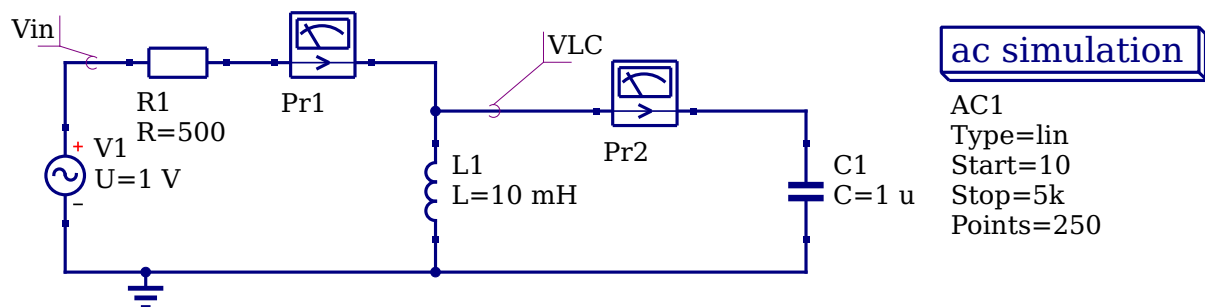 Vin
Pr1
R1
R=500
V1
U=1 V
VLC
Pr2
L1
L=10 mH
C1
C=1 u
ac simulation
AC1
Type=lin
Start=10
Stop=5k
Points=250